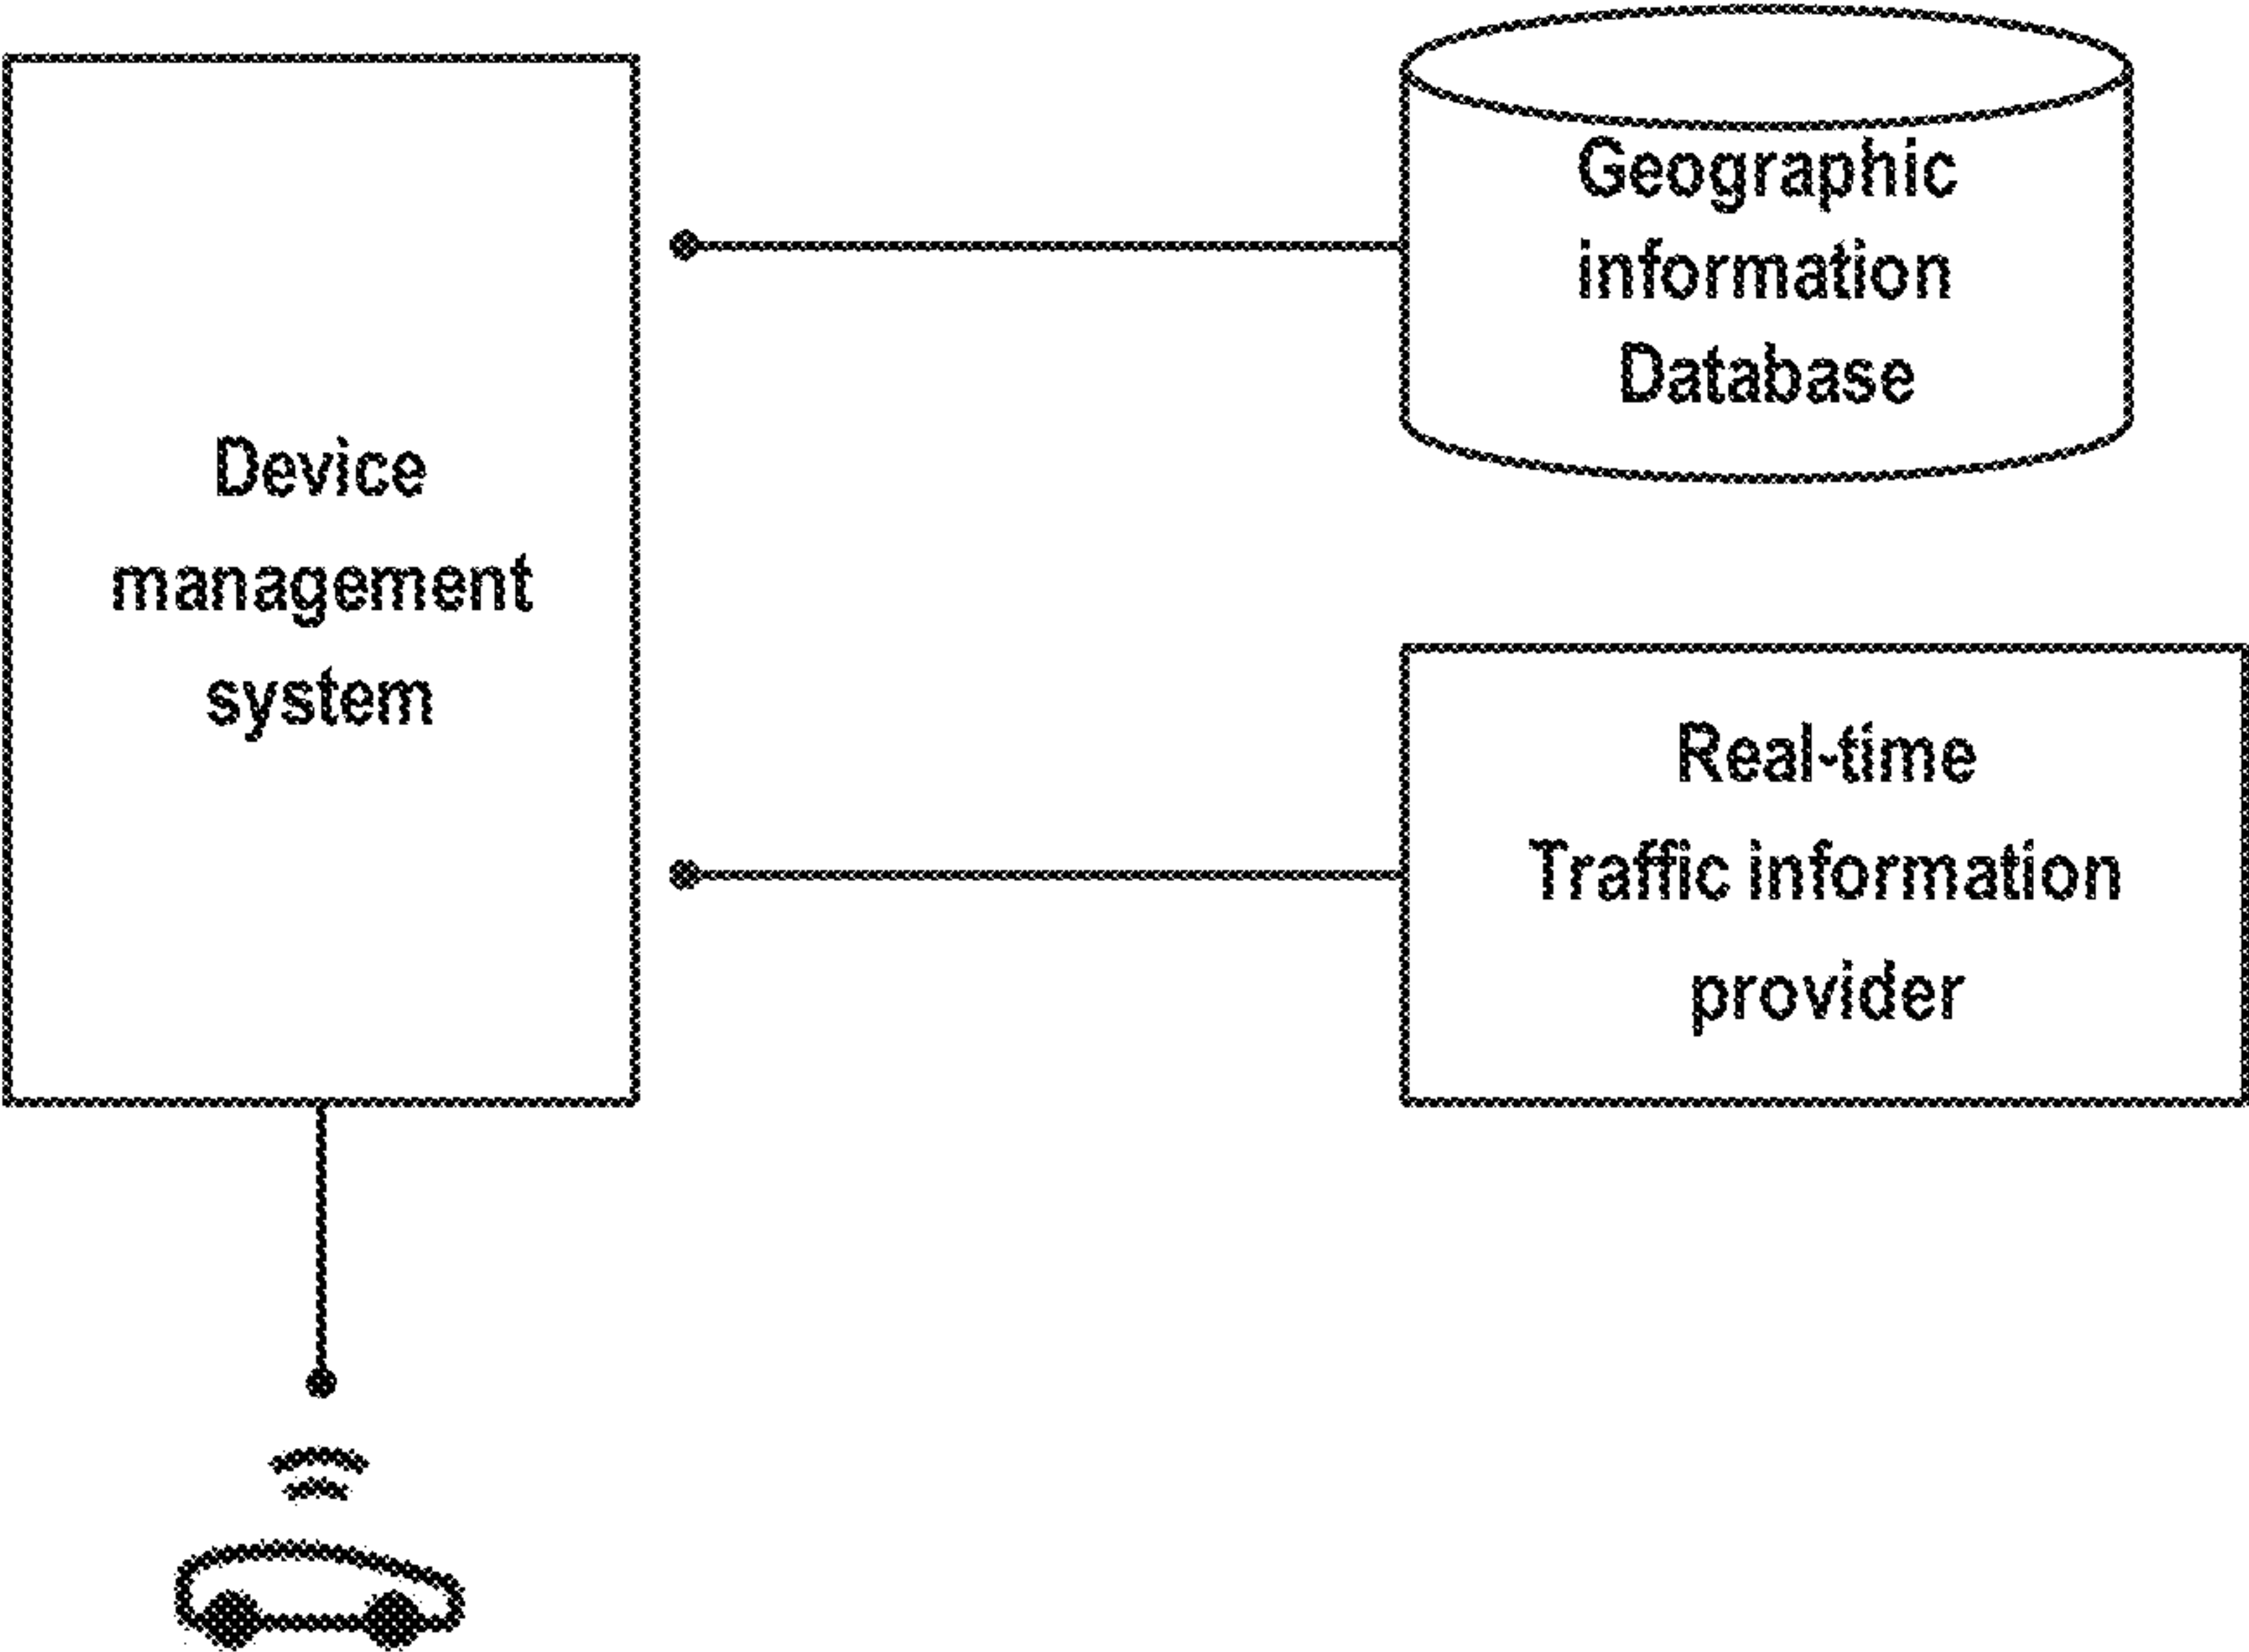 Device
management
system
Geographic
information
Database
Real-time
Traffic information
provider